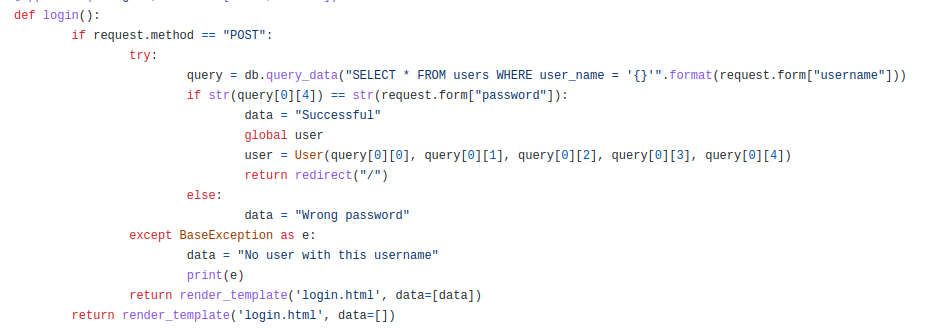 def login():
if request.method == "POST":
try:
query = db.query_data("SELECT * FROM users WHERE user_name = '{}'".format(request.form["username"]))
if str(query[0][4]) == str(request.form["password"]):
data = "Successful"
global user
user = User(query[0][0], query[0][1], query[0][2], query[0][3], query[0][4])
return redirect("/")
else:
data = "Wrong password"
except BaseException as e:
data = "No user with this username"
print(e)
return render_template('login.html', data=[data])
return render_template('login.html', data=[])